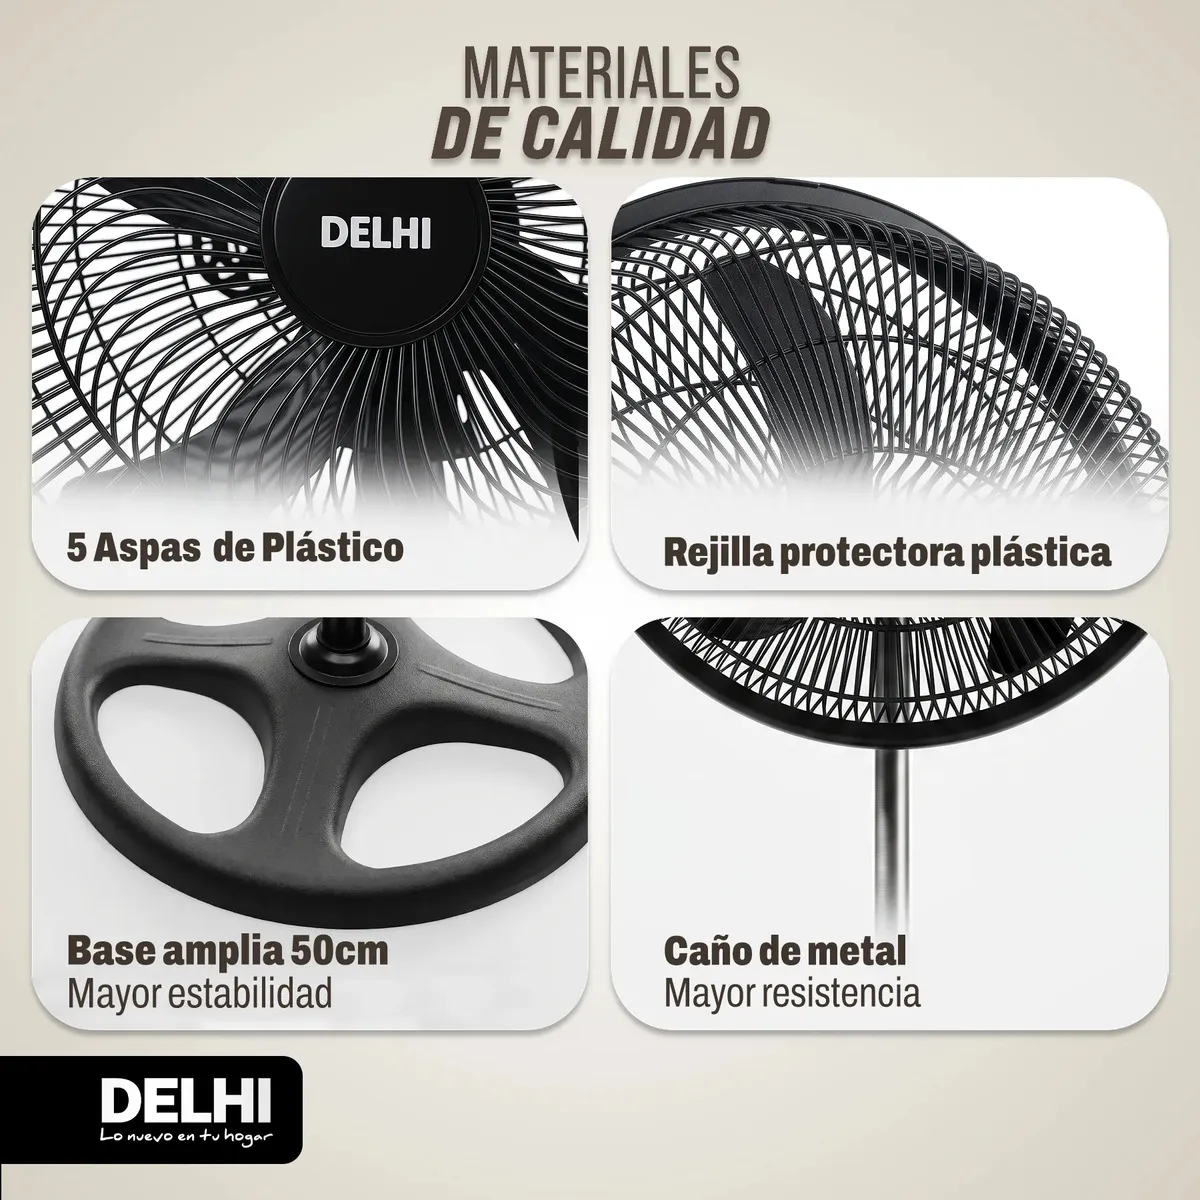 MATERIALES
DE CALIDAD
DELHI
5 Aspas de Plástico
Rejilla protectora plástica
Base amplia 50cm
Mayor estabilidad
Caño de metal
Mayor resistencia
DELHI
Lo nuevo en tu hogar